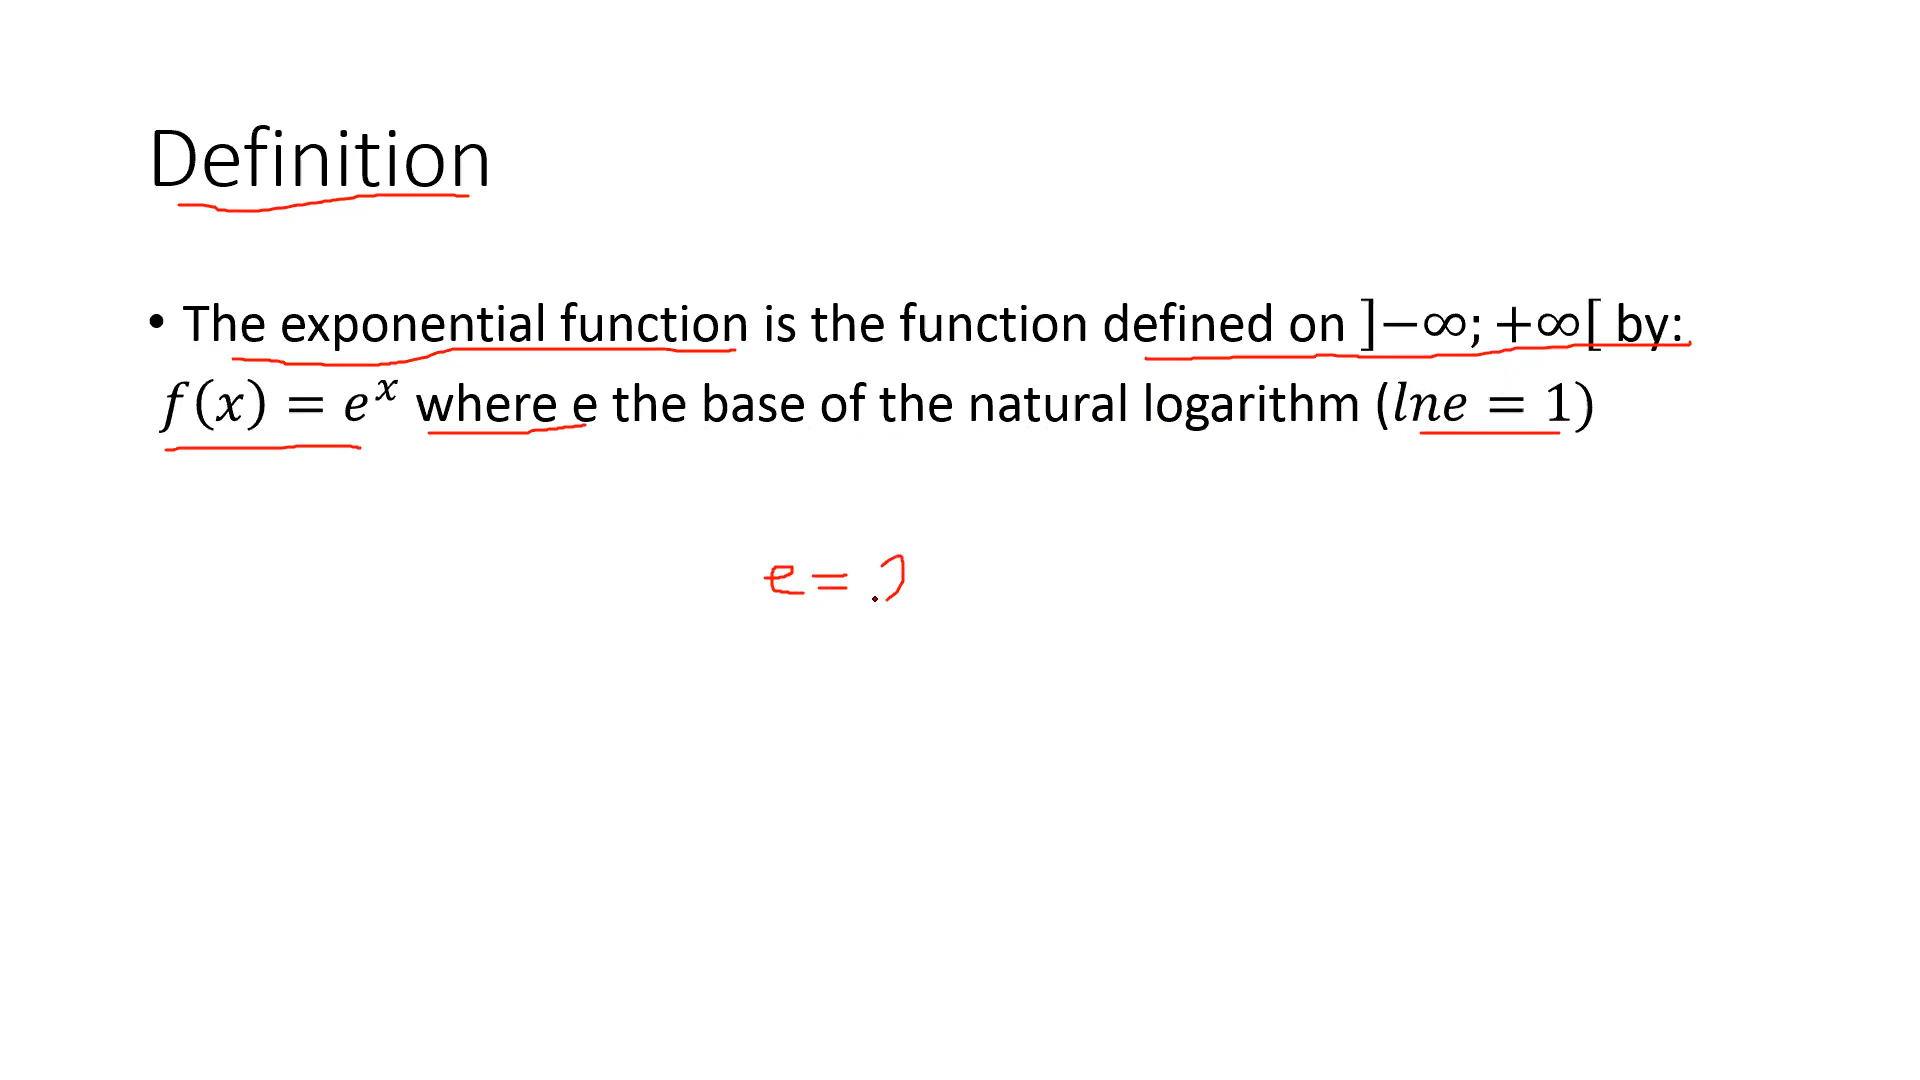 Definition
• The exponential function is the function defined on ]−∞; +∞[ by:
f(x) = eˣ where e the base of the natural logarithm (lne = 1)
e =